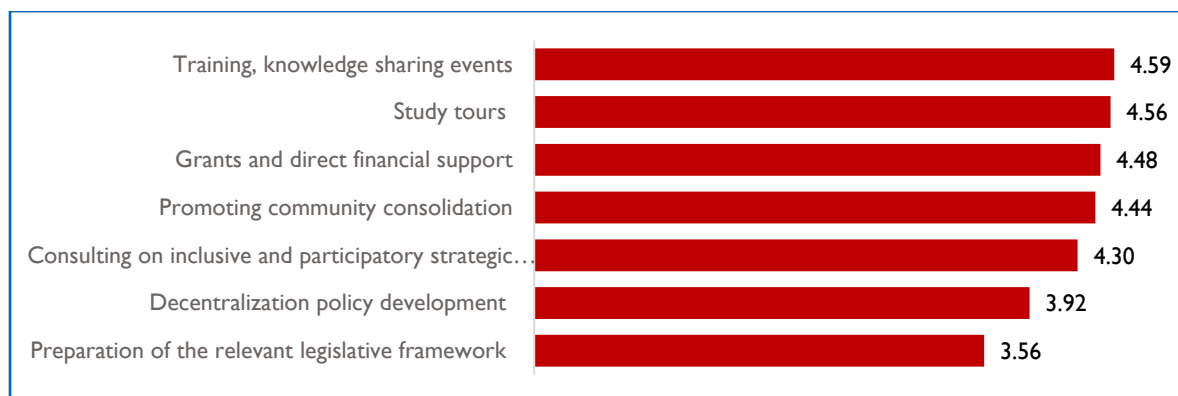 Training, knowledge sharing events 4.59
Study tours 4.56
Grants and direct financial support 4.48
Promoting community consolidation 4.44
Consulting on inclusive and participatory strategic… 4.30
Decentralization policy development 3.92
Preparation of the relevant legislative framework 3.56